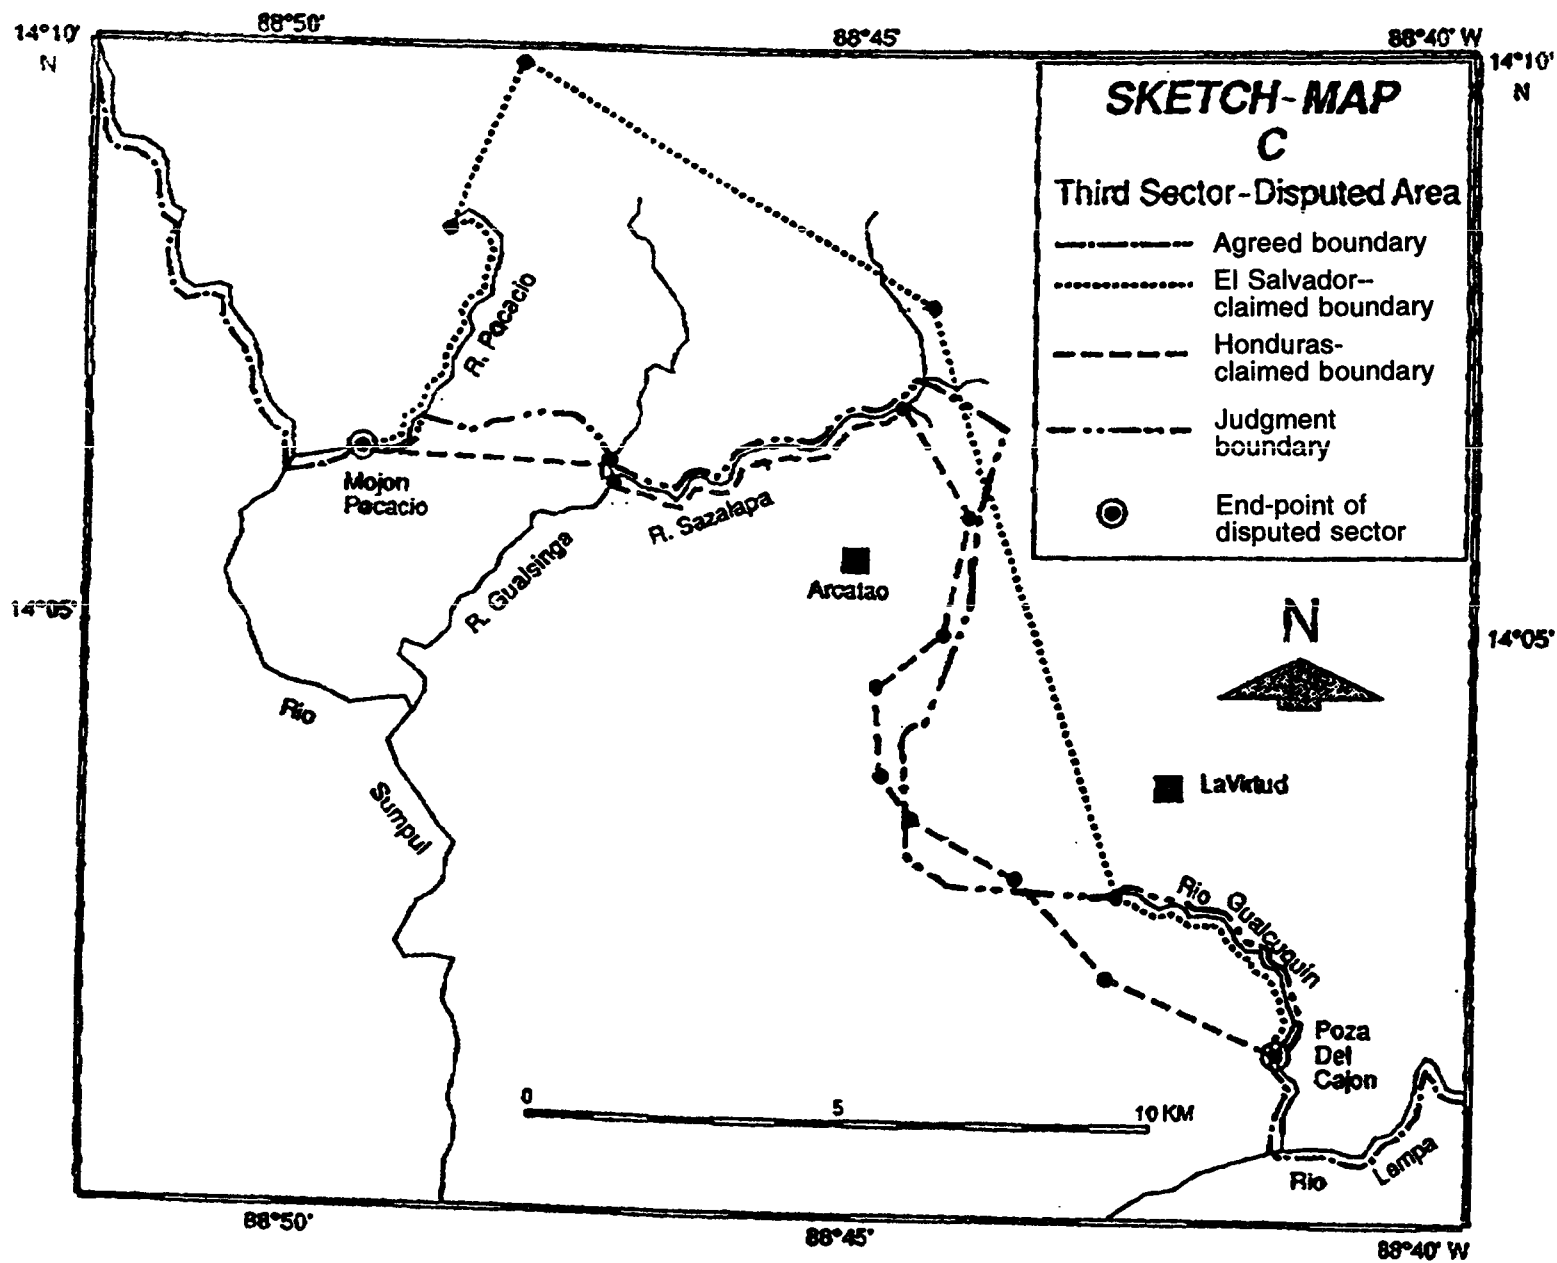 88°50'
88°45'
88°40' W
14°10'
N
14°10'
N
SKETCH-MAP
C
Third Sector-Disputed Area
Agreed boundary
El Salvador--
claimed boundary
Honduras-
claimed boundary
Judgment
boundary
End-point of
disputed sector
R. Pocacio
Mojon
Pocacio
R. Sazalapa
R. Gualsinga
Arcatao
14°05'
N
14°05'
Rio
Sumpul
LaVirtud
Rio Gualcuquin
Poza
Del
Cajon
0
5
10 KM
Rio
Lempa
88°50'
88°45'
88°40' W